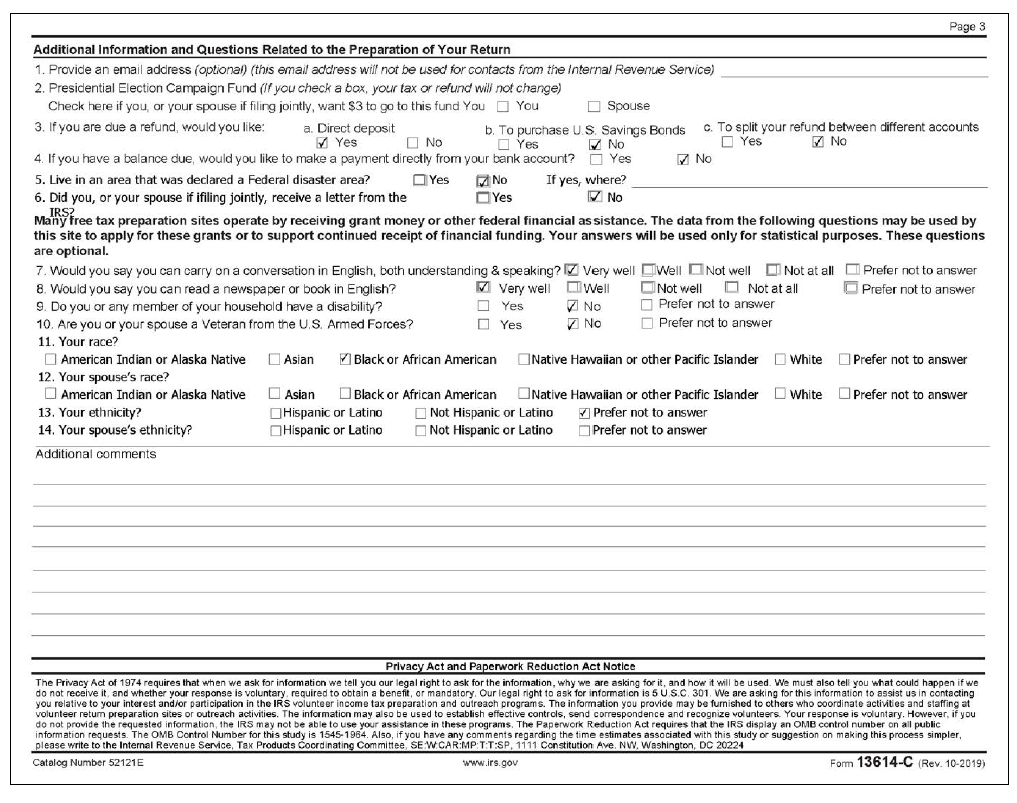 Page 3
Additional Information and Questions Related to the Preparation of Your Return
1. Provide an email address (optional) (this email address will not be used for contacts from the Internal Revenue Service)
2. Presidential Election Campaign Fund (If you check a box, your tax or refund will not change)
Check here if you, or your spouse if filing jointly, want $3 to go to this fund You ☐ You ☐ Spouse
3. If you are due a refund, would you like: a. Direct deposit b. To purchase U.S. Savings Bonds c. To split your refund between different accounts
☑ Yes ☐ No ☐ Yes ☑ No ☐ Yes ☑ No
4. If you have a balance due, would you like to make a payment directly from your bank account? ☐ Yes ☑ No
5. Live in an area that was declared a Federal disaster area? ☐ Yes ☑ No If yes, where?
6. Did you, or your spouse if ifiling jointly, receive a letter from the ☐ Yes ☑ No
IRS?
Many free tax preparation sites operate by receiving grant money or other federal financial assistance. The data from the following questions may be used by
this site to apply for these grants or to support continued receipt of financial funding. Your answers will be used only for statistical purposes. These questions
are optional.
7. Would you say you can carry on a conversation in English, both understanding & speaking? ☑ Very well ☐ Well ☐ Not well ☐ Not at all ☐ Prefer not to answer
8. Would you say you can read a newspaper or book in English? ☑ Very well ☐ Well ☐ Not well ☐ Not at all ☐ Prefer not to answer
9. Do you or any member of your household have a disability? ☐ Yes ☑ No ☐ Prefer not to answer
10. Are you or your spouse a Veteran from the U.S. Armed Forces? ☐ Yes ☑ No ☐ Prefer not to answer
11. Your race?
☐ American Indian or Alaska Native ☐ Asian ☑ Black or African American ☐ Native Hawaiian or other Pacific Islander ☐ White ☐ Prefer not to answer
12. Your spouse's race?
☐ American Indian or Alaska Native ☐ Asian ☐ Black or African American ☐ Native Hawaiian or other Pacific Islander ☐ White ☐ Prefer not to answer
13. Your ethnicity? ☐ Hispanic or Latino ☐ Not Hispanic or Latino ☑ Prefer not to answer
14. Your spouse's ethnicity? ☐ Hispanic or Latino ☐ Not Hispanic or Latino ☐ Prefer not to answer
Additional comments
Privacy Act and Paperwork Reduction Act Notice
The Privacy Act of 1974 requires that when we ask for information we tell you our legal right to ask for the information, why we are asking for it, and how it will be used. We must also tell you what could happen if we
do not receive it, and whether your response is voluntary, required to obtain a benefit, or mandatory. Our legal right to ask for information is 5 U.S.C. 301. We are asking for this information to assist us in contacting
you relative to your interest and/or participation in the IRS volunteer income tax preparation and outreach programs. The information you provide may be furnished to others who coordinate activities and staffing at
volunteer return preparation sites or outreach activities. The information may also be used to establish effective controls, send correspondence and recognize volunteers. Your response is voluntary. However, if you
do not provide the requested information, the IRS may not be able to use your assistance in these programs. The Paperwork Reduction Act requires that the IRS display an OMB control number on all public
information requests. The OMB Control Number for this study is 1545-1964. Also, if you have any comments regarding the time estimates associated with this study or suggestion on making this process simpler,
please write to the Internal Revenue Service, Tax Products Coordinating Committee, SE:W:CAR:MP:T:T:SP, 1111 Constitution Ave. NW, Washington, DC 20224
Catalog Number 52121E www.irs.gov Form 13614-C (Rev. 10-2019)